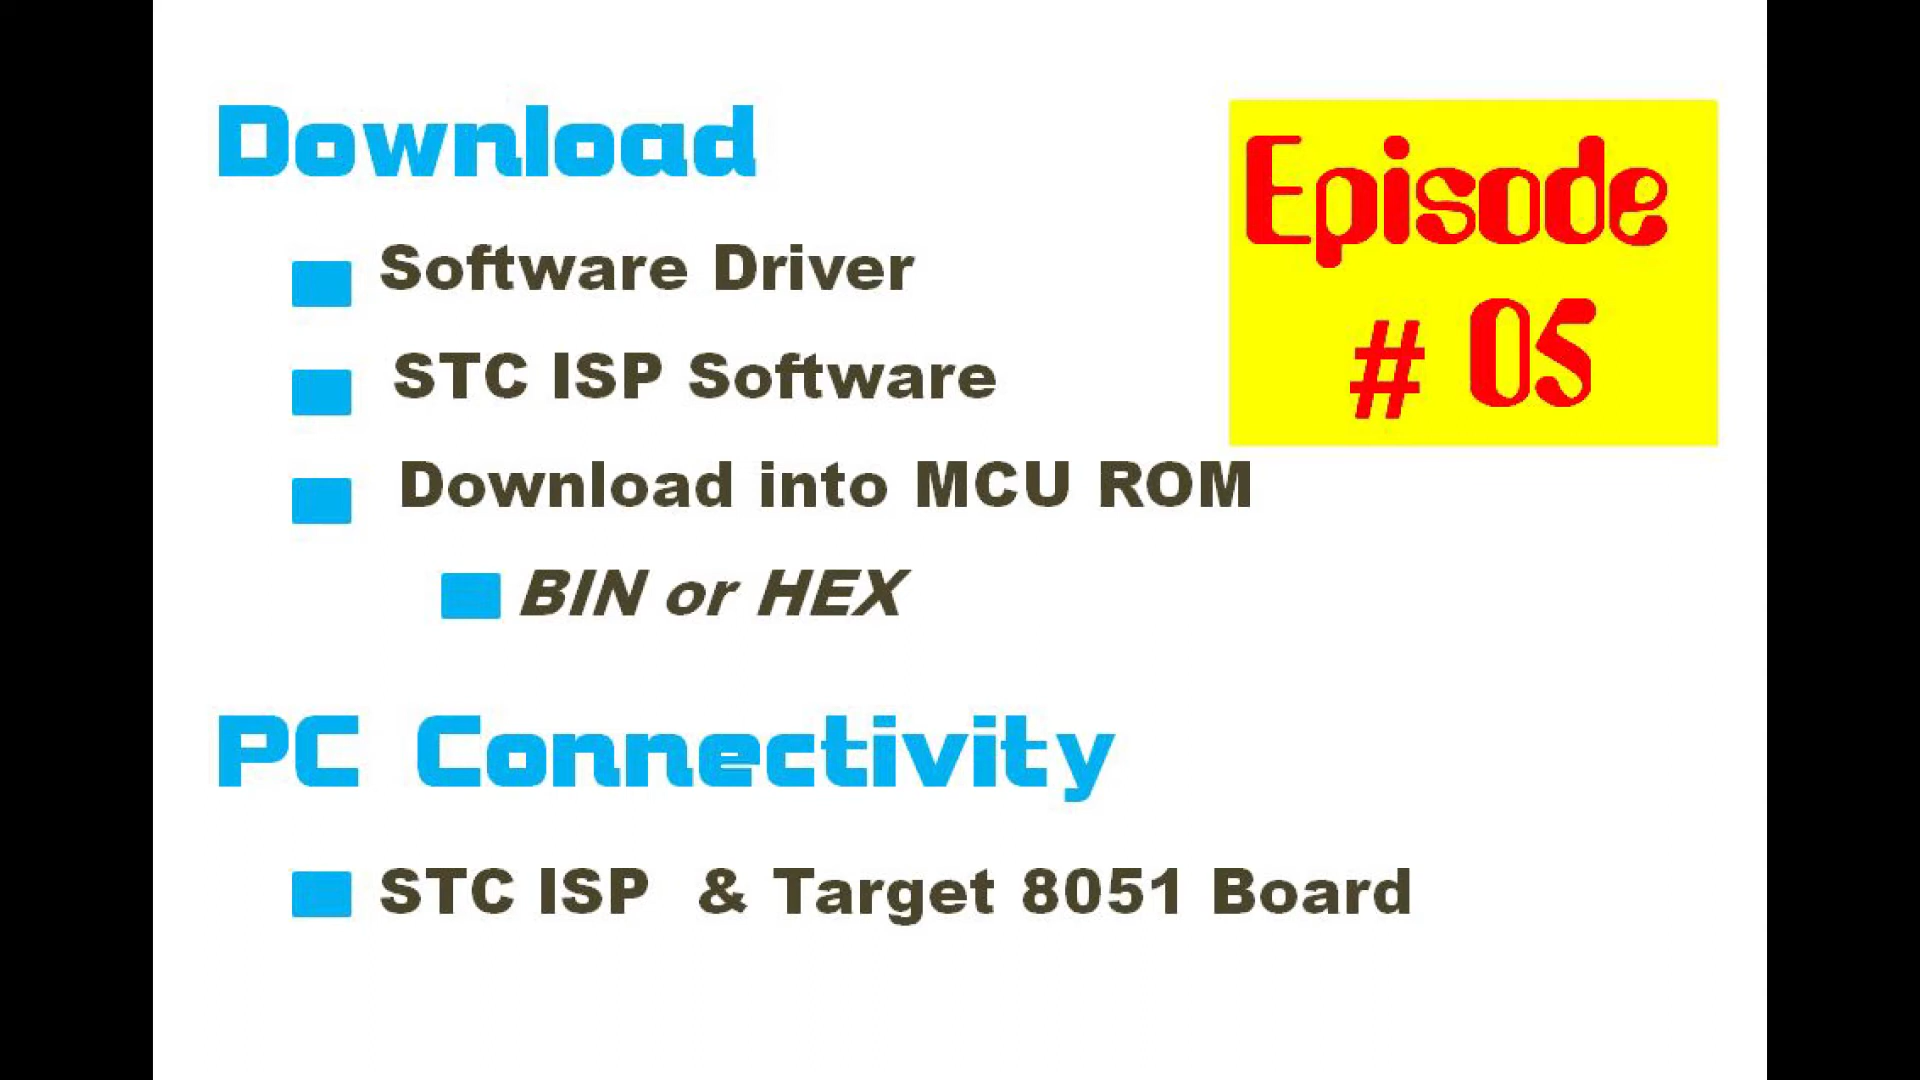 Download
Software Driver
STC ISP Software
Download into MCU ROM
BIN or HEX
PC Connectivity
STC ISP & Target 8051 Board
Episode
# 05